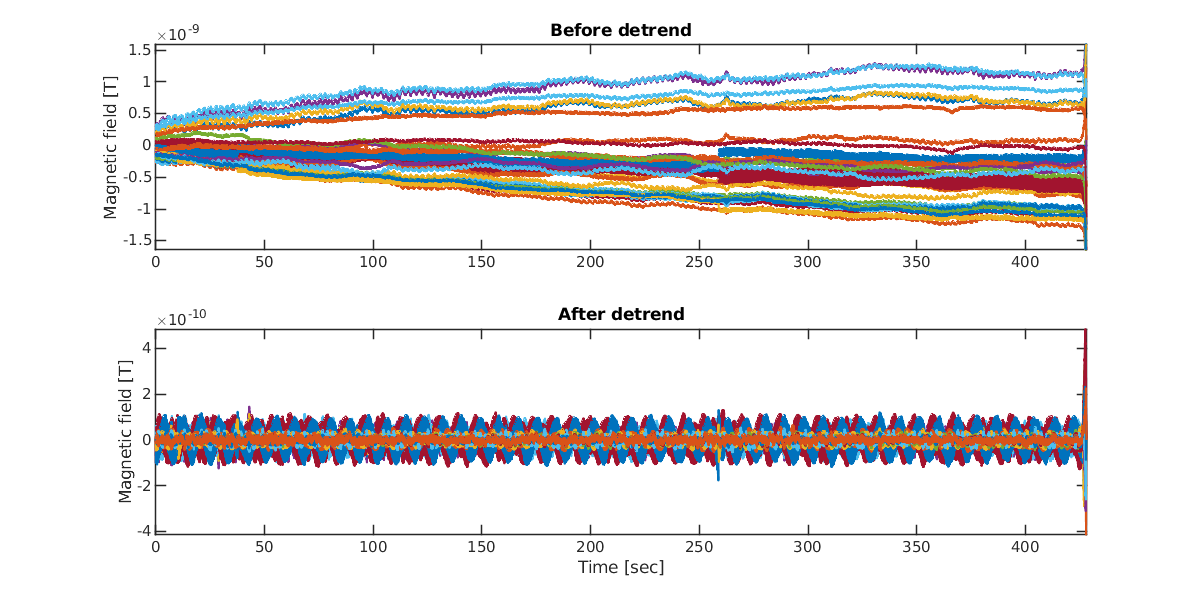 Before detrend
×10-9
Magnetic field [T]
1.5
1
0.5
0
-0.5
-1
-1.5
0 50 100 150 200 250 300 350 400
After detrend
×10-10
Magnetic field [T]
4
2
0
-2
-4
0 50 100 150 200 250 300 350 400
Time [sec]